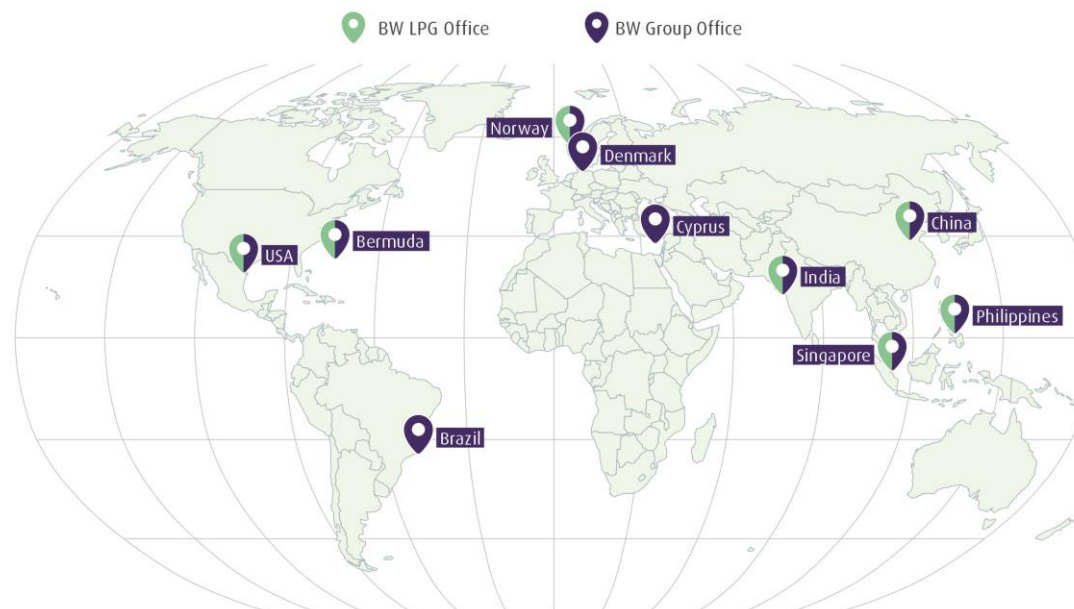 BW LPG Office
BW Group Office
Norway
Denmark
Cyprus
China
Bermuda
USA
India
Philippines
Singapore
Brazil